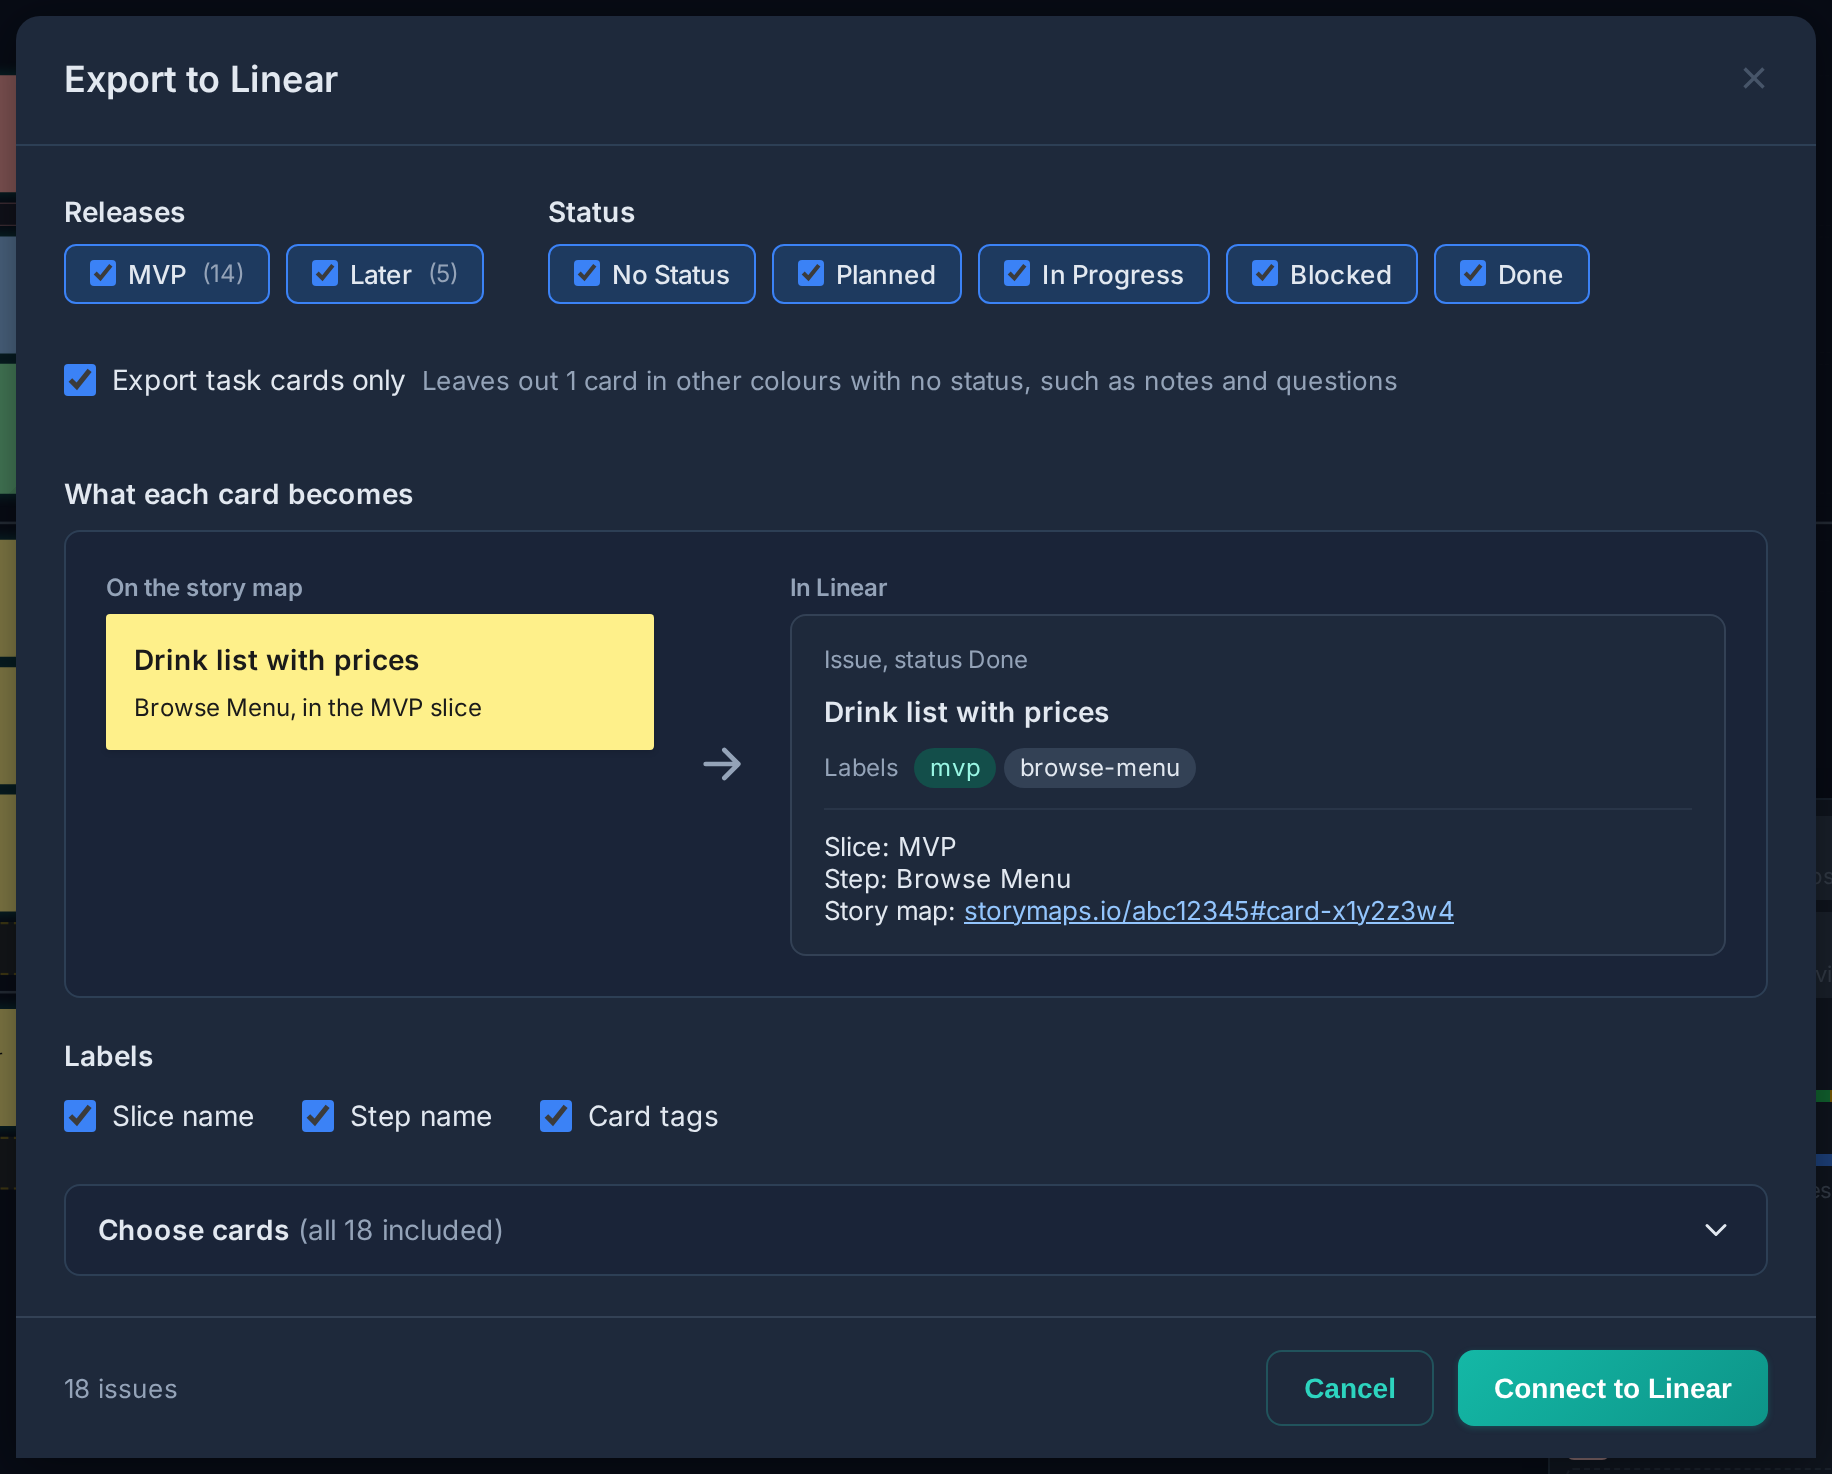 Export to Linear
Releases
Status
MVP (14)
Later (5)
No Status
Planned
In Progress
Blocked
Done
Export task cards only Leaves out 1 card in other colours with no status, such as notes and questions
What each card becomes
On the story map
Drink list with prices
Browse Menu, in the MVP slice
In Linear
Issue, status Done
Drink list with prices
Labels mvp browse-menu
Slice: MVP
Step: Browse Menu
Story map: storymaps.io/abc12345#card-x1y2z3w4
Labels
Slice name
Step name
Card tags
Choose cards (all 18 included)
18 issues
Cancel
Connect to Linear